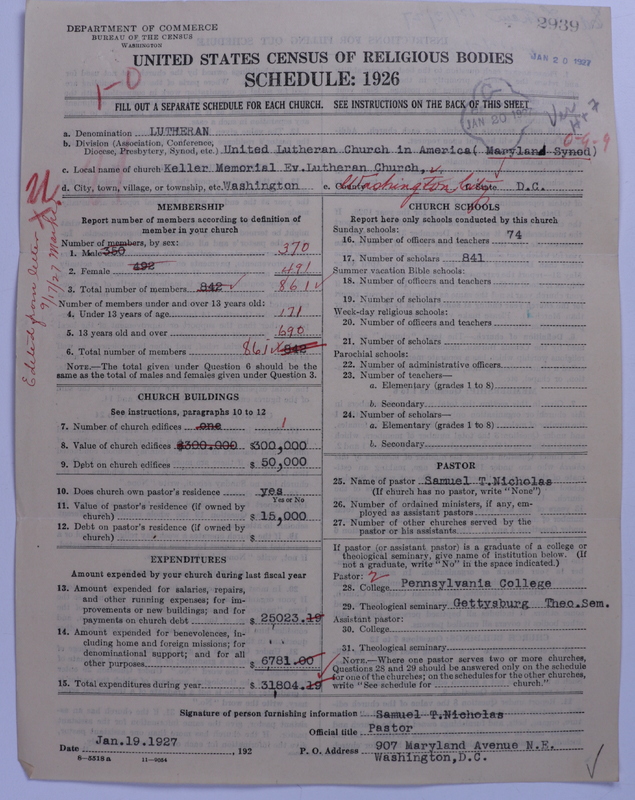 DEPARTMENT OF COMMERCE
BUREAU OF THE CENSUS
WASHINGTON
2939
UNITED STATES CENSUS OF RELIGIOUS BODIES
JAN 20 1927
SCHEDULE: 1926
1-0
FILL OUT A SEPARATE SCHEDULE FOR EACH CHURCH. SEE INSTRUCTIONS ON THE BACK OF THIS SHEET
JAN 20
0-6-9
a. Denomination LUTHERAN
b. Division (Association, Conference, Diocese, Presbytery, Synod, etc.) United Lutheran Church in America( Maryland Synod)
c. Local name of church Keller Memorial Ev.Lutheran Church,
d. City, town, village, or township, etc. Washington e. County Washington City State D.C.
Edited from letter 9/17/27
MEMBERSHIP
Report number of members according to definition of
member in your church
Number of members, by sex:
1. Male 350 370
2. Female 492 491
3. Total number of members 842 861
Number of members under and over 13 years old:
4. Under 13 years of age 171
5. 13 years old and over 690
6. Total number of members 861 842
NOTE.—The total given under Question 6 should be the
same as the total of males and females given under Question 3.
CHURCH BUILDINGS
See instructions, paragraphs 10 to 12
7. Number of church edifices one 1
8. Value of church edifices $300.000 $300,000
9. Debt on church edifices $ 50,000
10. Does church own pastor's residence yes
Yes or No
11. Value of pastor's residence (if owned by
church) $ 15,000
12. Debt on pastor's residence (if owned by
church) $
EXPENDITURES
Amount expended by your church during last fiscal year
13. Amount expended for salaries, repairs,
and other running expenses; for im-
provements or new buildings; and for
payments on church debt $ 25023.19
14. Amount expended for benevolences, in-
cluding home and foreign missions; for
denominational support; and for all
other purposes $ 6781.00
15. Total expenditures during year $ 31804.19
CHURCH SCHOOLS
Report here only schools conducted by this church
Sunday schools:
16. Number of officers and teachers 74
17. Number of scholars 841
Summer vacation Bible schools:
18. Number of officers and teachers
19. Number of scholars
Week-day religious schools:
20. Number of officers and teachers
21. Number of scholars
Parochial schools:
22. Number of administrative officers
23. Number of teachers—
a. Elementary (grades 1 to 8)
b. Secondary
24. Number of scholars—
a. Elementary (grades 1 to 8)
b. Secondary
PASTOR
25. Name of pastor Samuel T.Nicholas
(If church has no pastor, write "None")
26. Number of ordained ministers, if any, em-
ployed as assistant pastors
27. Number of other churches served by the
pastor or his assistants
If pastor (or assistant pastor) is a graduate of a college or
theological seminary, give name of institution below. (If
not a graduate, write "No" in the space indicated.)
Pastor: 2
28. College Pennsylvania College
29. Theological seminary Gettysburg Theo.Sem.
Assistant pastor:
30. College
31. Theological seminary
NOTE.—Where one pastor serves two or more churches,
Questions 28 and 29 should be answered only on the schedule
for one of the churches; on the schedules for the other churches,
write "See schedule for church."
Signature of person furnishing information Samuel T.Nicholas
Official title Pastor
Date Jan.19.1927, 192 P. O. Address 907 Maryland Avenue N.E.
Washington,D.C.
8-5518 a 11-9054